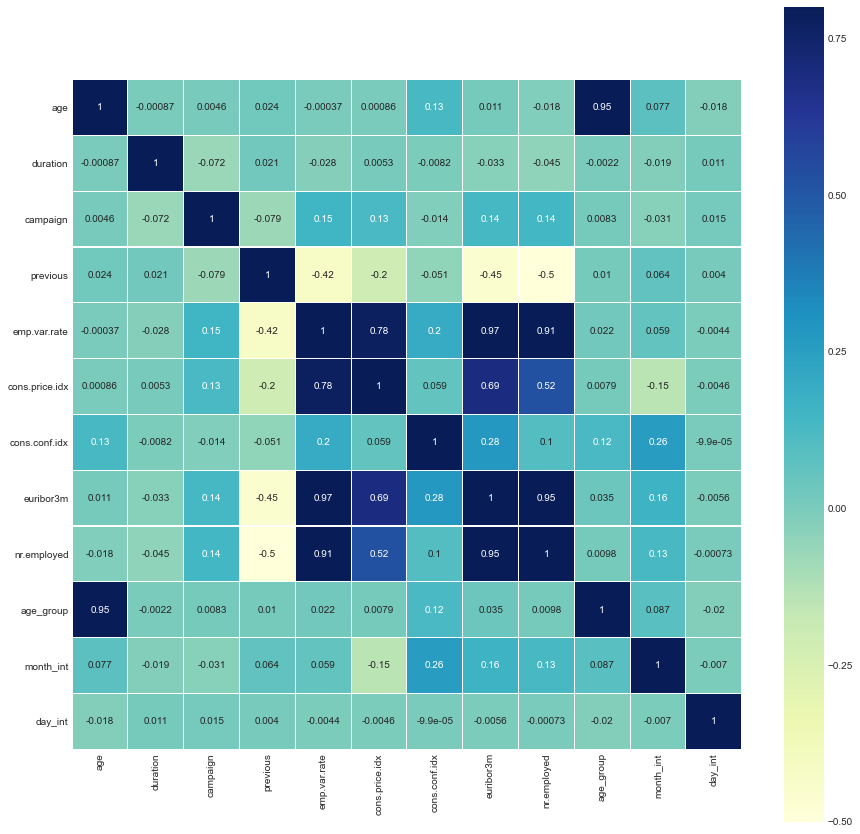 age 1 -0.00087 0.0046 0.024 -0.00037 0.00086 0.13 0.011 -0.018 0.95 0.077 -0.018
duration -0.00087 1 -0.072 0.021 -0.028 0.0053 -0.0082 -0.033 -0.045 -0.0022 -0.019 0.011
campaign 0.0046 -0.072 1 -0.079 0.15 0.13 -0.014 0.14 0.14 0.0083 -0.031 0.015
previous 0.024 0.021 -0.079 1 -0.42 -0.2 -0.051 -0.45 -0.5 0.01 0.064 0.004
emp.var.rate -0.00037 -0.028 0.15 -0.42 1 0.78 0.2 0.97 0.91 0.022 0.059 -0.0044
cons.price.idx 0.00086 0.0053 0.13 -0.2 0.78 1 0.059 0.69 0.52 0.0079 -0.15 -0.0046
cons.conf.idx 0.13 -0.0082 -0.014 -0.051 0.2 0.059 1 0.28 0.1 0.12 0.26 -9.9e-05
euribor3m 0.011 -0.033 0.14 -0.45 0.97 0.69 0.28 1 0.95 0.035 0.16 -0.0056
nr.employed -0.018 -0.045 0.14 -0.5 0.91 0.52 0.1 0.95 1 0.0098 0.13 -0.00073
age_group 0.95 -0.0022 0.0083 0.01 0.022 0.0079 0.12 0.035 0.0098 1 0.087 -0.02
month_int 0.077 -0.019 -0.031 0.064 0.059 -0.15 0.26 0.16 0.13 0.087 1 -0.007
day_int -0.018 0.011 0.015 0.004 -0.0044 -0.0046 -9.9e-05 -0.0056 -0.00073 -0.02 -0.007 1
age duration campaign previous emp.var.rate cons.price.idx cons.conf.idx euribor3m nr.employed age_group month_int day_int
0.75
0.50
0.25
0.00
−0.25
−0.50